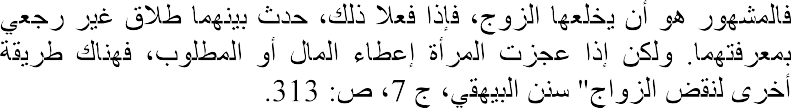 فالمشهور هو أن يخلعها الزوج، فإذا فعلا ذلك، حدث بينهما طلاق غير رجعي
بمعرفتهما. ولكن إذا عجزت المرأة إعطاء المال أو المطلوب، فهناك طريقة
أخرى لنقض الزواج" سنن البيهقي، ج 7، ص: 313.